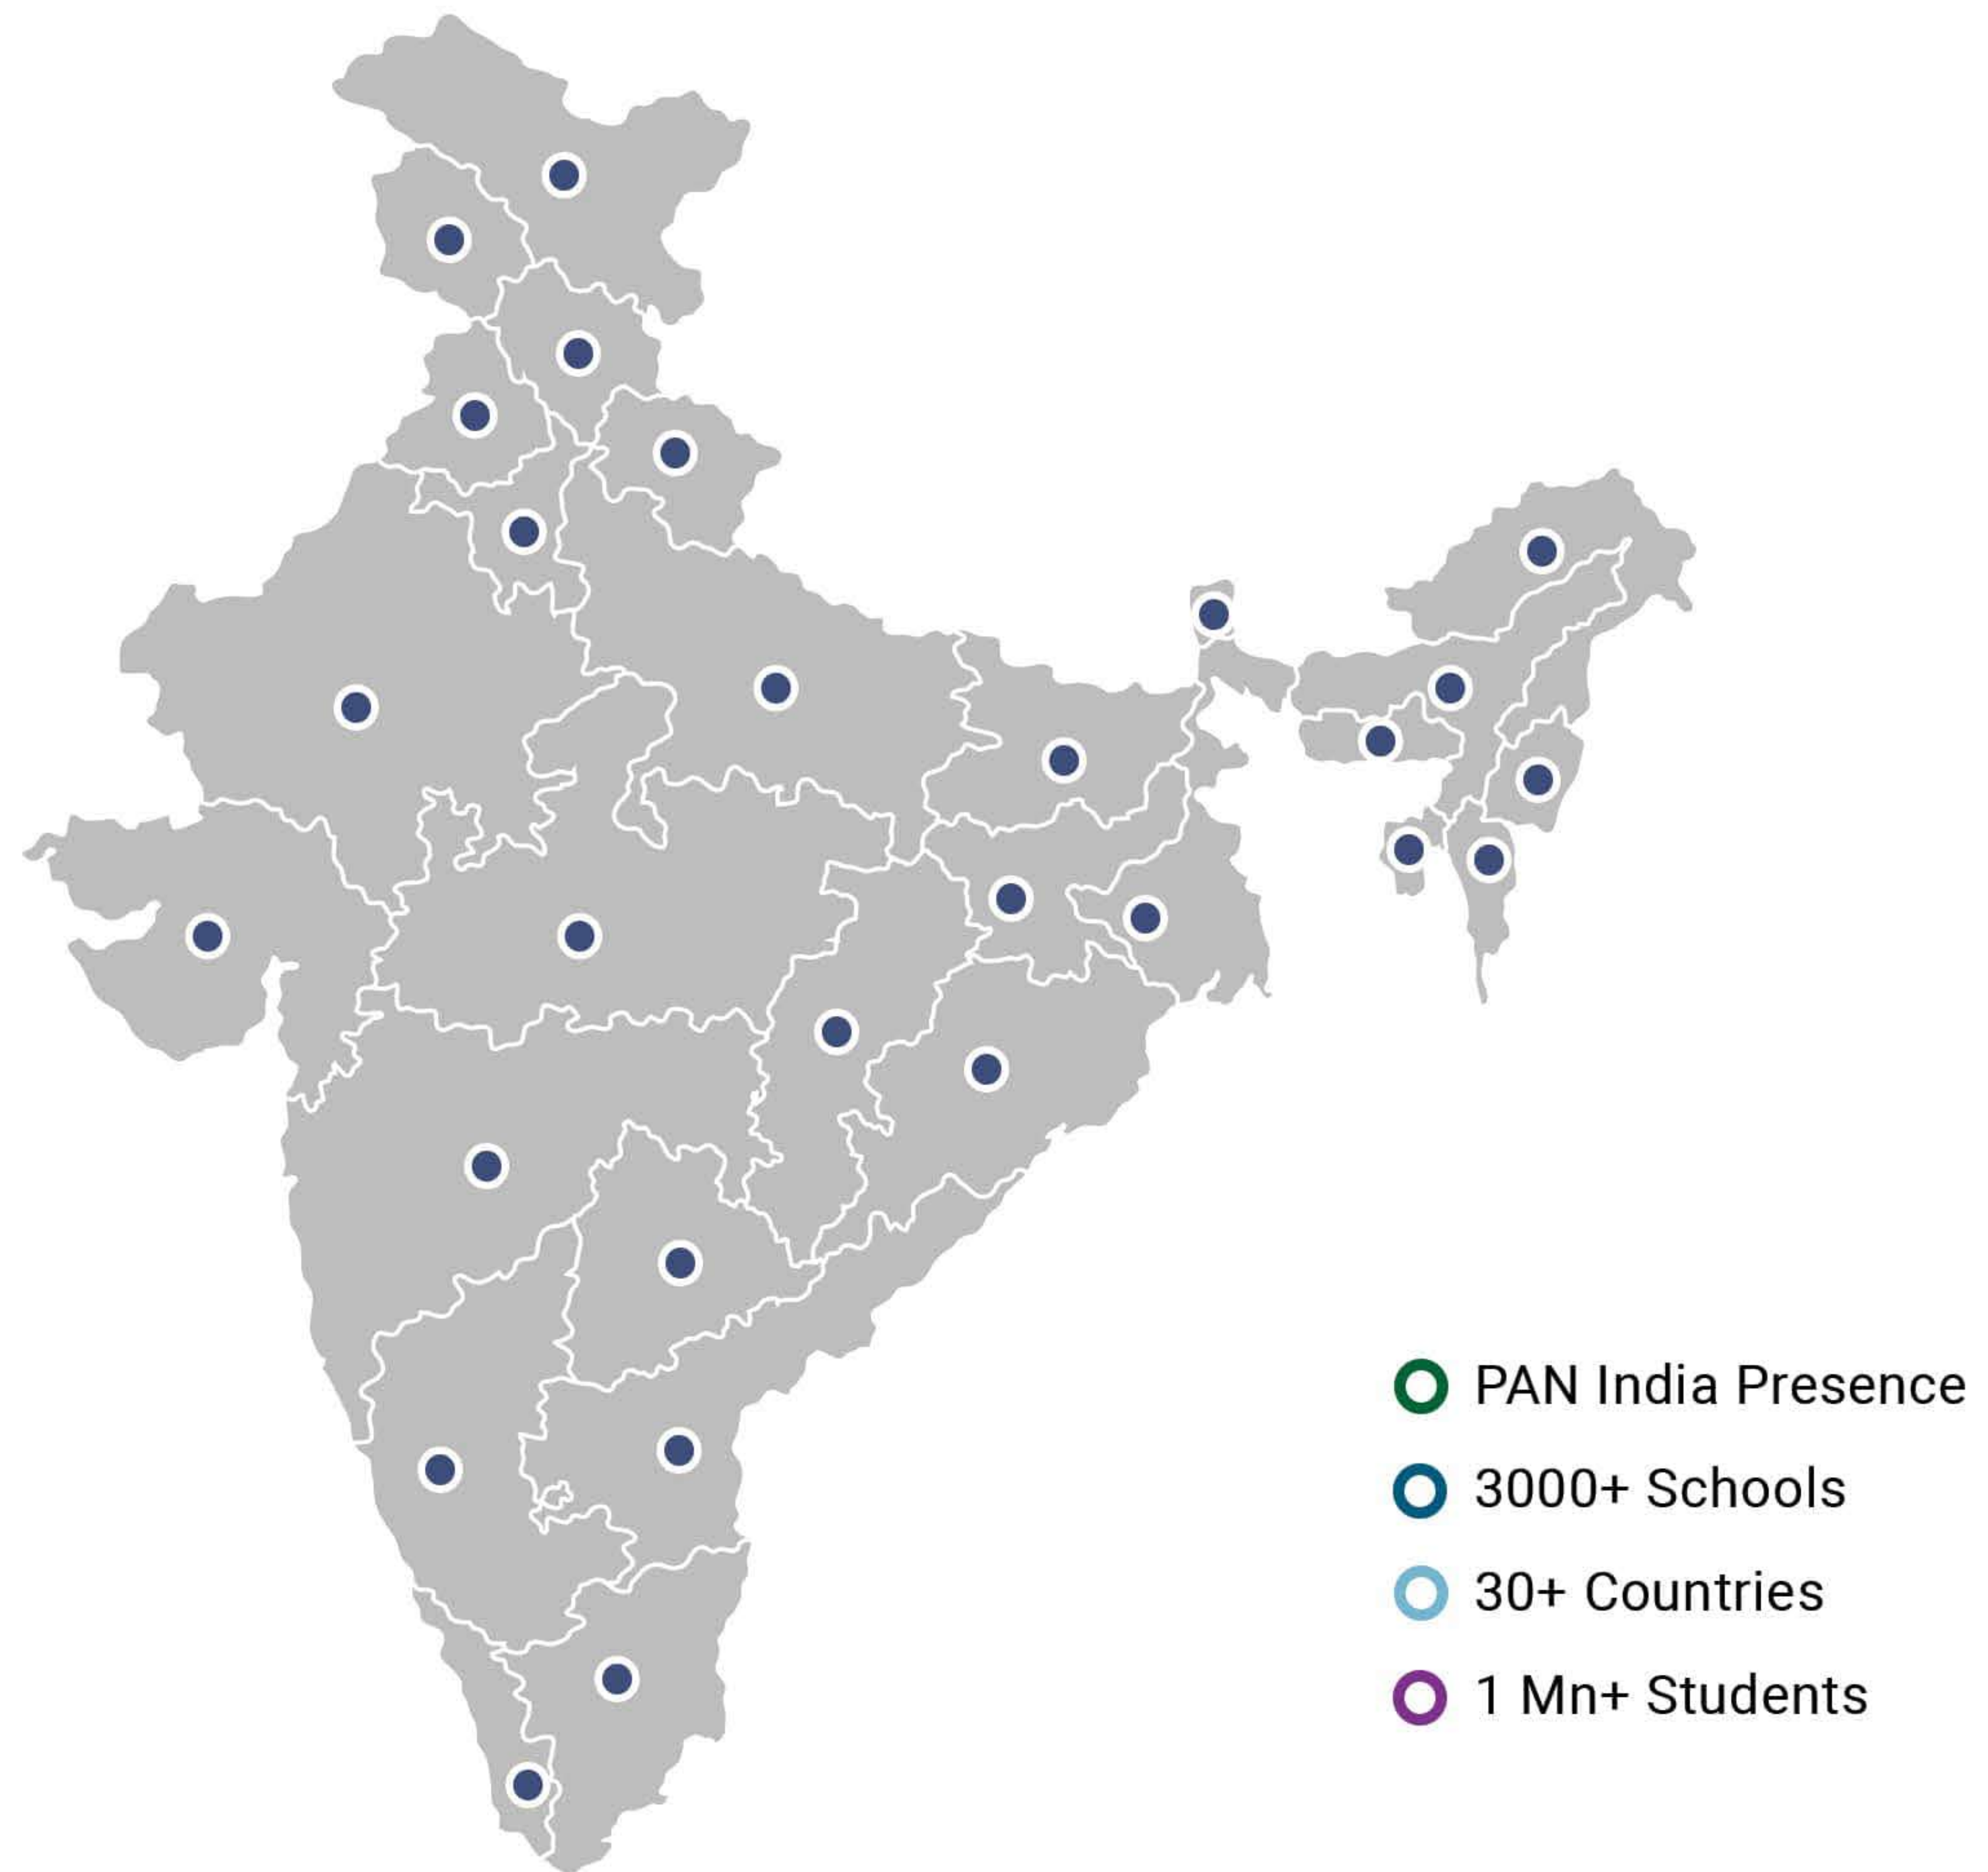 PAN India Presence
3000+ Schools
30+ Countries
1 Mn+ Students